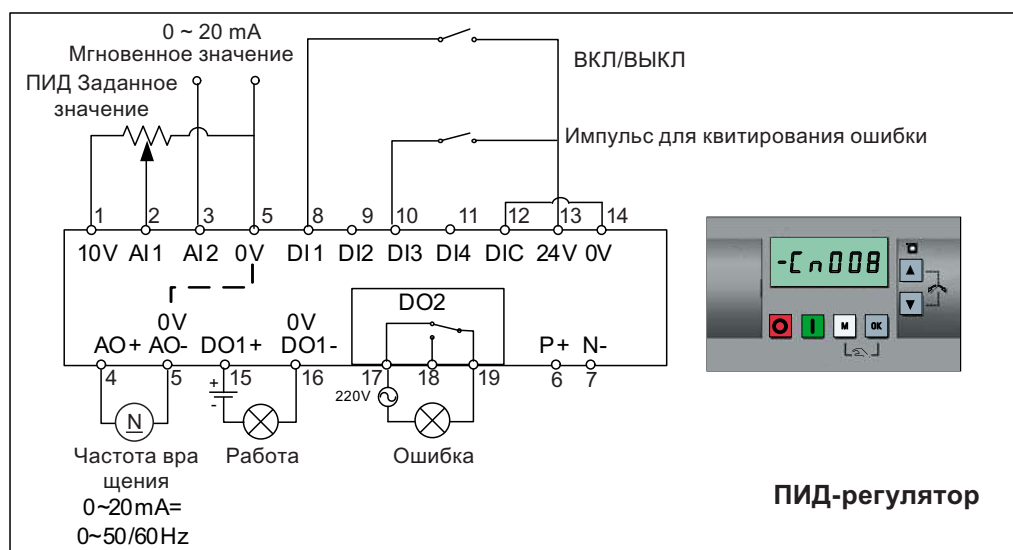 0 ~ 20 mA
Мгновенное значение
ПИД Заданное
значение
ВКЛ/ВЫКЛ
Импульс для квитирования ошибки
1 2 3 5 8 9 10 11 12 13 14
10V AI1 AI2 0V DI1 DI2 DI3 DI4 DIC 24V 0V
-Cn008
M OK
DO2
0V 0V
AO+ AO- DO1+ DO1- P+ N-
4 5 15 16 17 18 19 6 7
+
-
220V
N
Частота вра
щения
Работа
Ошибка
0~20mA=
0~50/60Hz
ПИД-регулятор